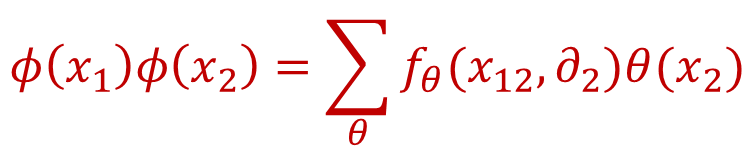 𝜙(𝑥₁)𝜙(𝑥₂) = ∑_𝜃 𝑓_𝜃(𝑥₁₂, 𝜕₂)𝜃(𝑥₂)